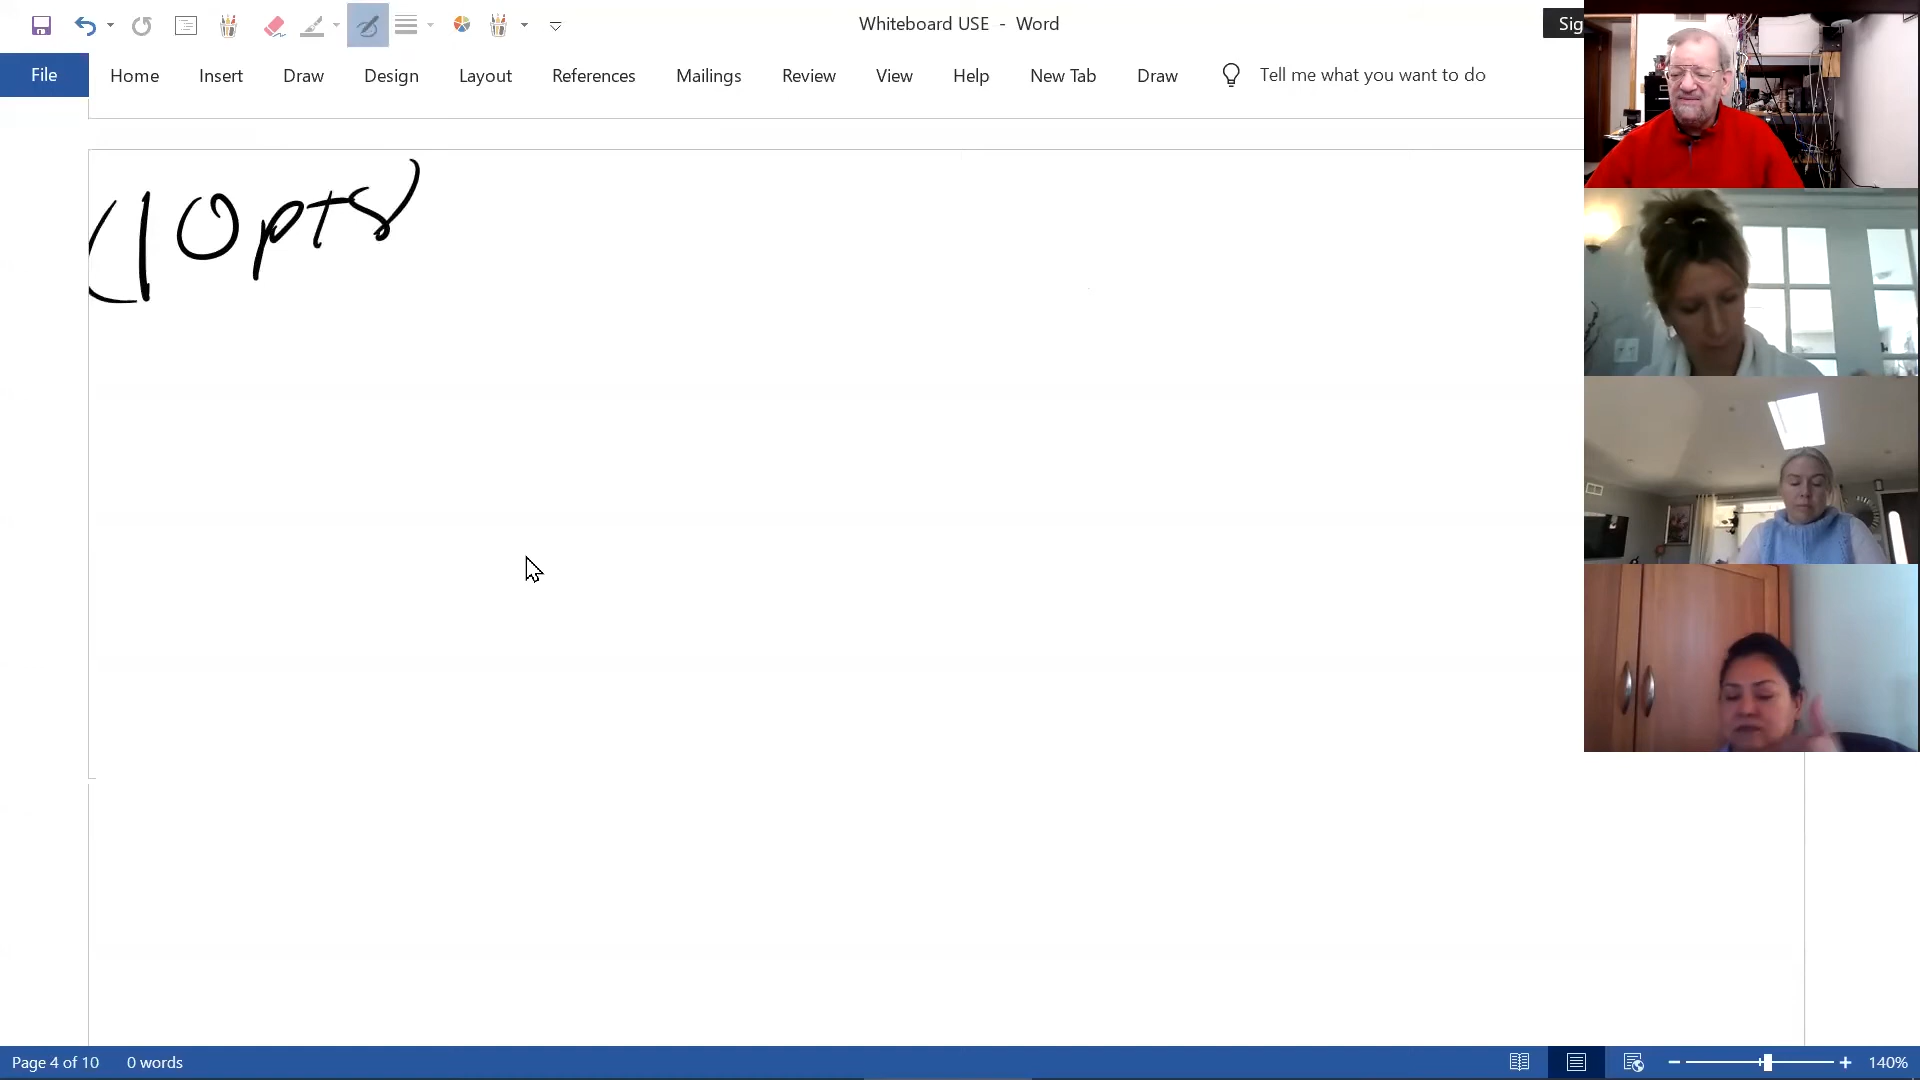 Whiteboard USE - Word
Sig
File Home Insert Draw Design Layout References Mailings Review View Help New Tab Draw Tell me what you want to do
(10pts)
Page 4 of 10 0 words 140%